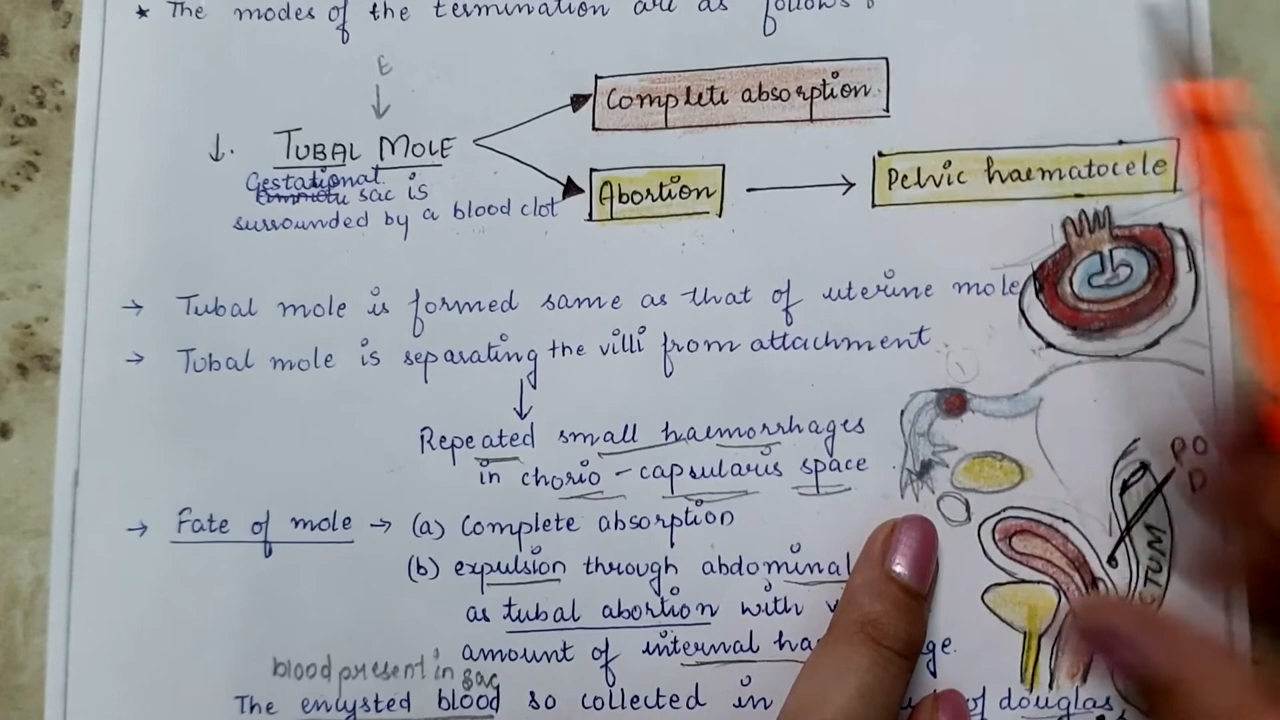 * The modes of the termination are as follows
E
↓. TUBAL MOLE
Complete absorption
Abortion → Pelvic haematocele
Gestational
sac is
surrounded by a blood clot
→ Tubal mole is formed same as that of uterine mole
→ Tubal mole is separating the villi from attachment
Repeated small haemorrhages
in chorio-capsularis space
→ Fate of mole → (a) Complete absorption
(b) expulsion through abdominal
as tubal abortion with
amount of internal
blood present in sac
The encysted blood so collected in of douglas,
PO
D